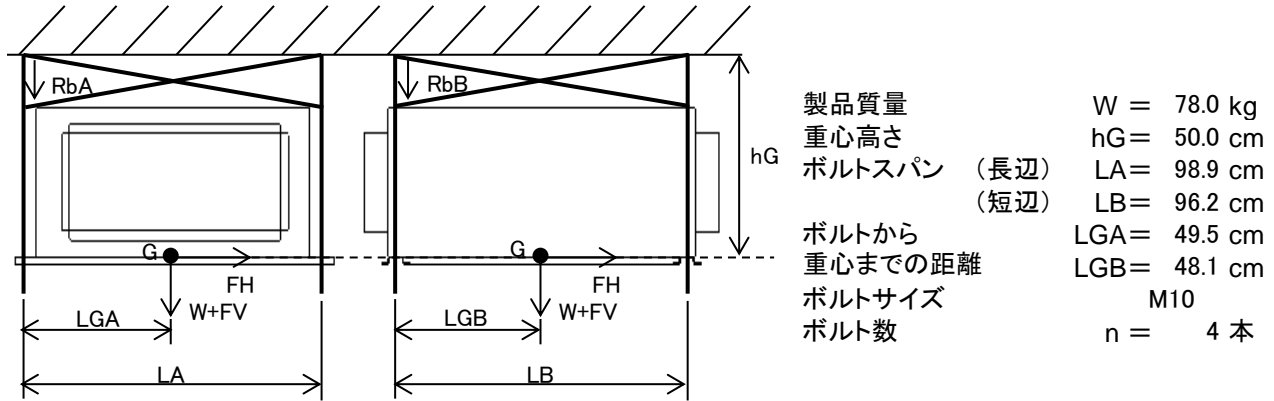 RbA
RbB
hG
G
G
FH
FH
W+FV
W+FV
LGA
LGB
LA
LB
製品質量 W = 78.0 kg
重心高さ hG= 50.0 cm
ボルトスパン (長辺) LA= 98.9 cm
(短辺) LB= 96.2 cm
ボルトから LGA= 49.5 cm
重心までの距離 LGB= 48.1 cm
ボルトサイズ M10
ボルト数 n = 4 本